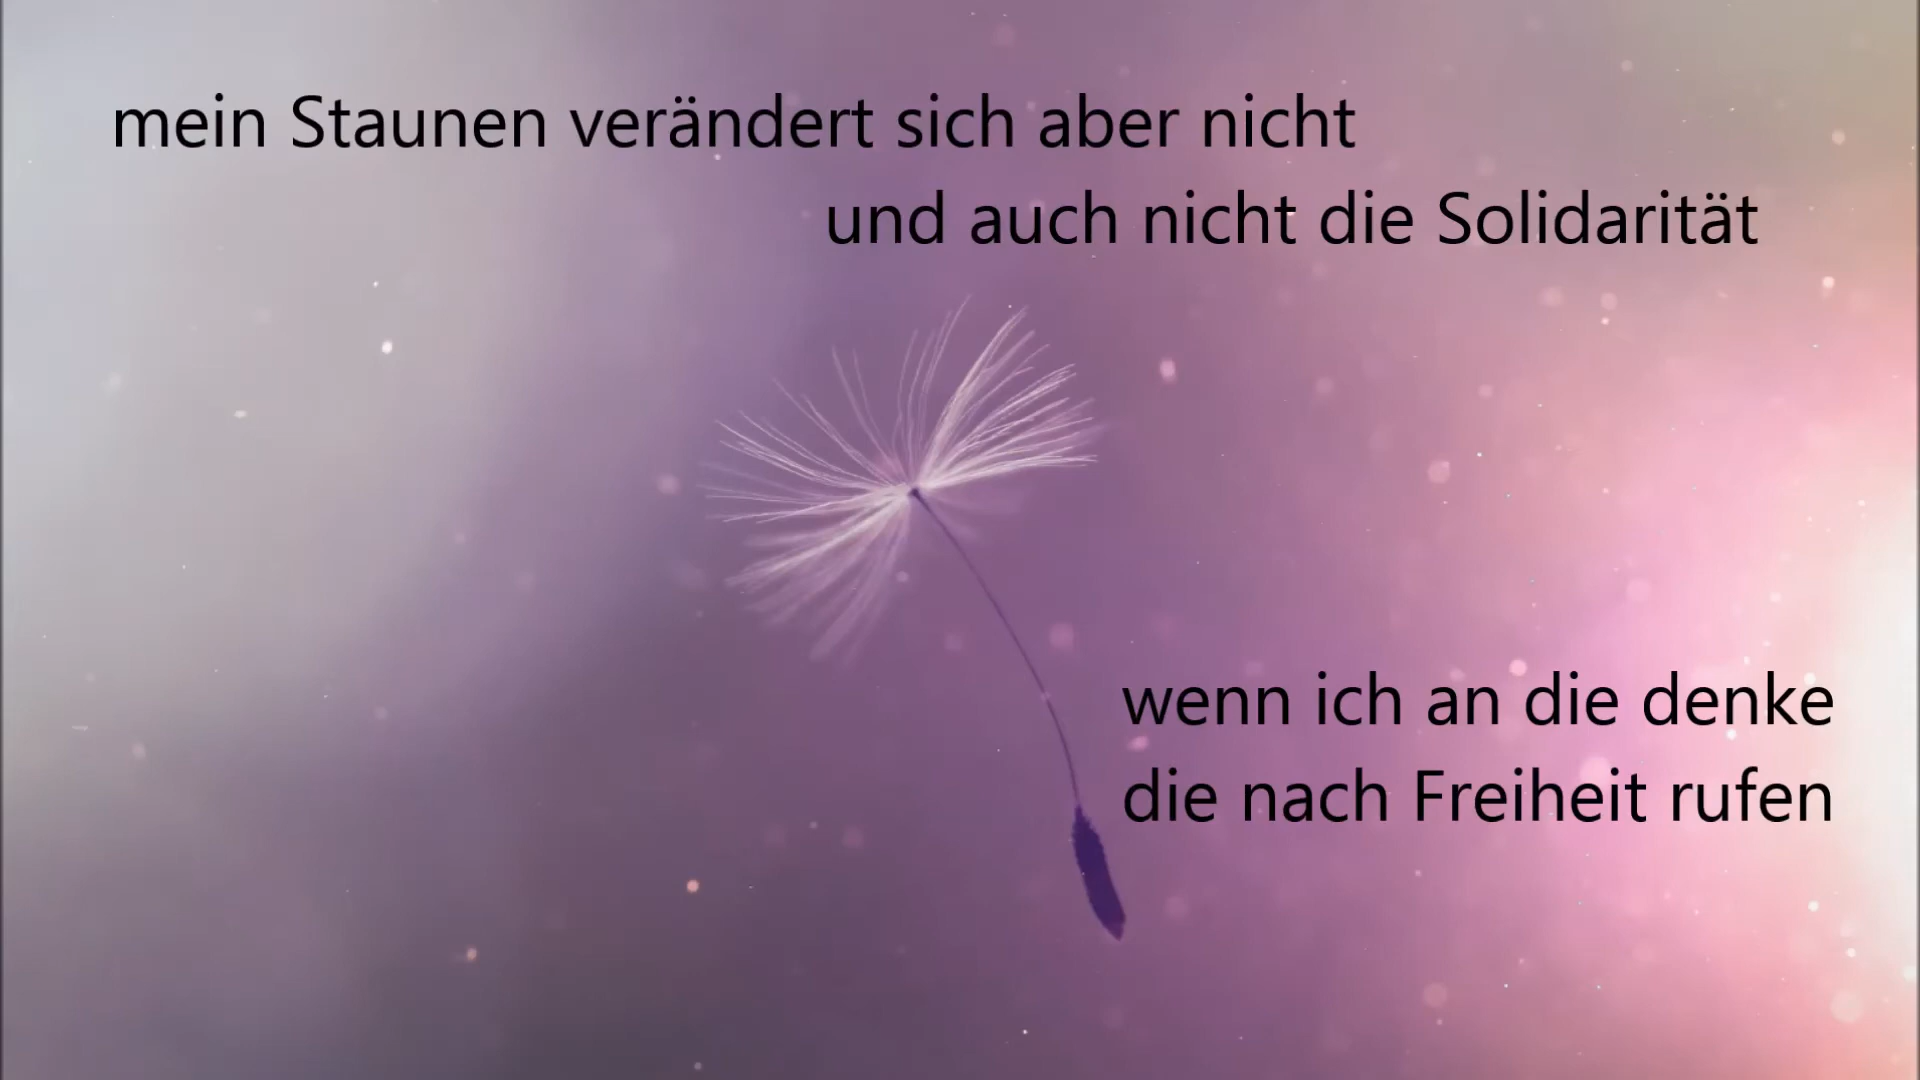 mein Staunen verändert sich aber nicht
und auch nicht die Solidarität
wenn ich an die denke
die nach Freiheit rufen